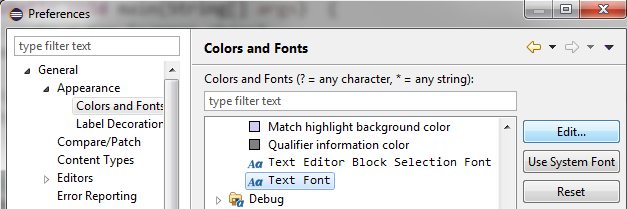 Preferences
type filter text
General
Appearance
Colors and Fonts
Label Decoration
Compare/Patch
Content Types
Editors
Error Reporting
Colors and Fonts
Colors and Fonts (? = any character, * = any string):
type filter text
Match highlight background color
Qualifier information color
Aa Text Editor Block Selection Font
Aa Text Font
Debug
Edit...
Use System Font
Reset